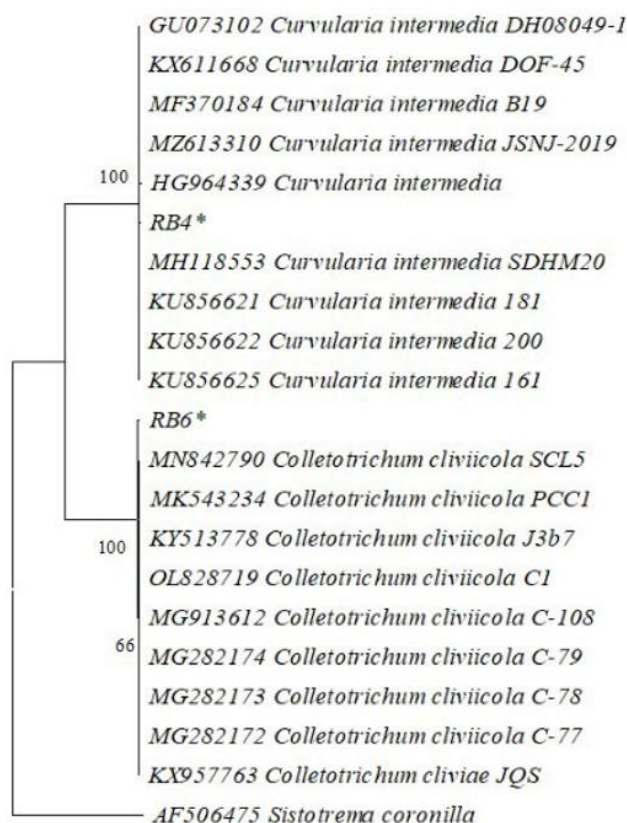 GU073102 Curvularia intermedia DH08049-1
KX611668 Curvularia intermedia DOF-45
MF370184 Curvularia intermedia B19
MZ613310 Curvularia intermedia JSNJ-2019
100
HG964339 Curvularia intermedia
RB4*
MH118553 Curvularia intermedia SDHM20
KU856621 Curvularia intermedia 181
KU856622 Curvularia intermedia 200
KU856625 Curvularia intermedia 161
RB6*
MN842790 Colletotrichum cliviicola SCL5
MK543234 Colletotrichum cliviicola PCC1
KY513778 Colletotrichum cliviicola J3b7
100
OL828719 Colletotrichum cliviicola C1
MG913612 Colletotrichum cliviicola C-108
66
MG282174 Colletotrichum cliviicola C-79
MG282173 Colletotrichum cliviicola C-78
MG282172 Colletotrichum cliviicola C-77
KX957763 Colletotrichum cliviae JQS
AF506475 Sistotrema coronilla